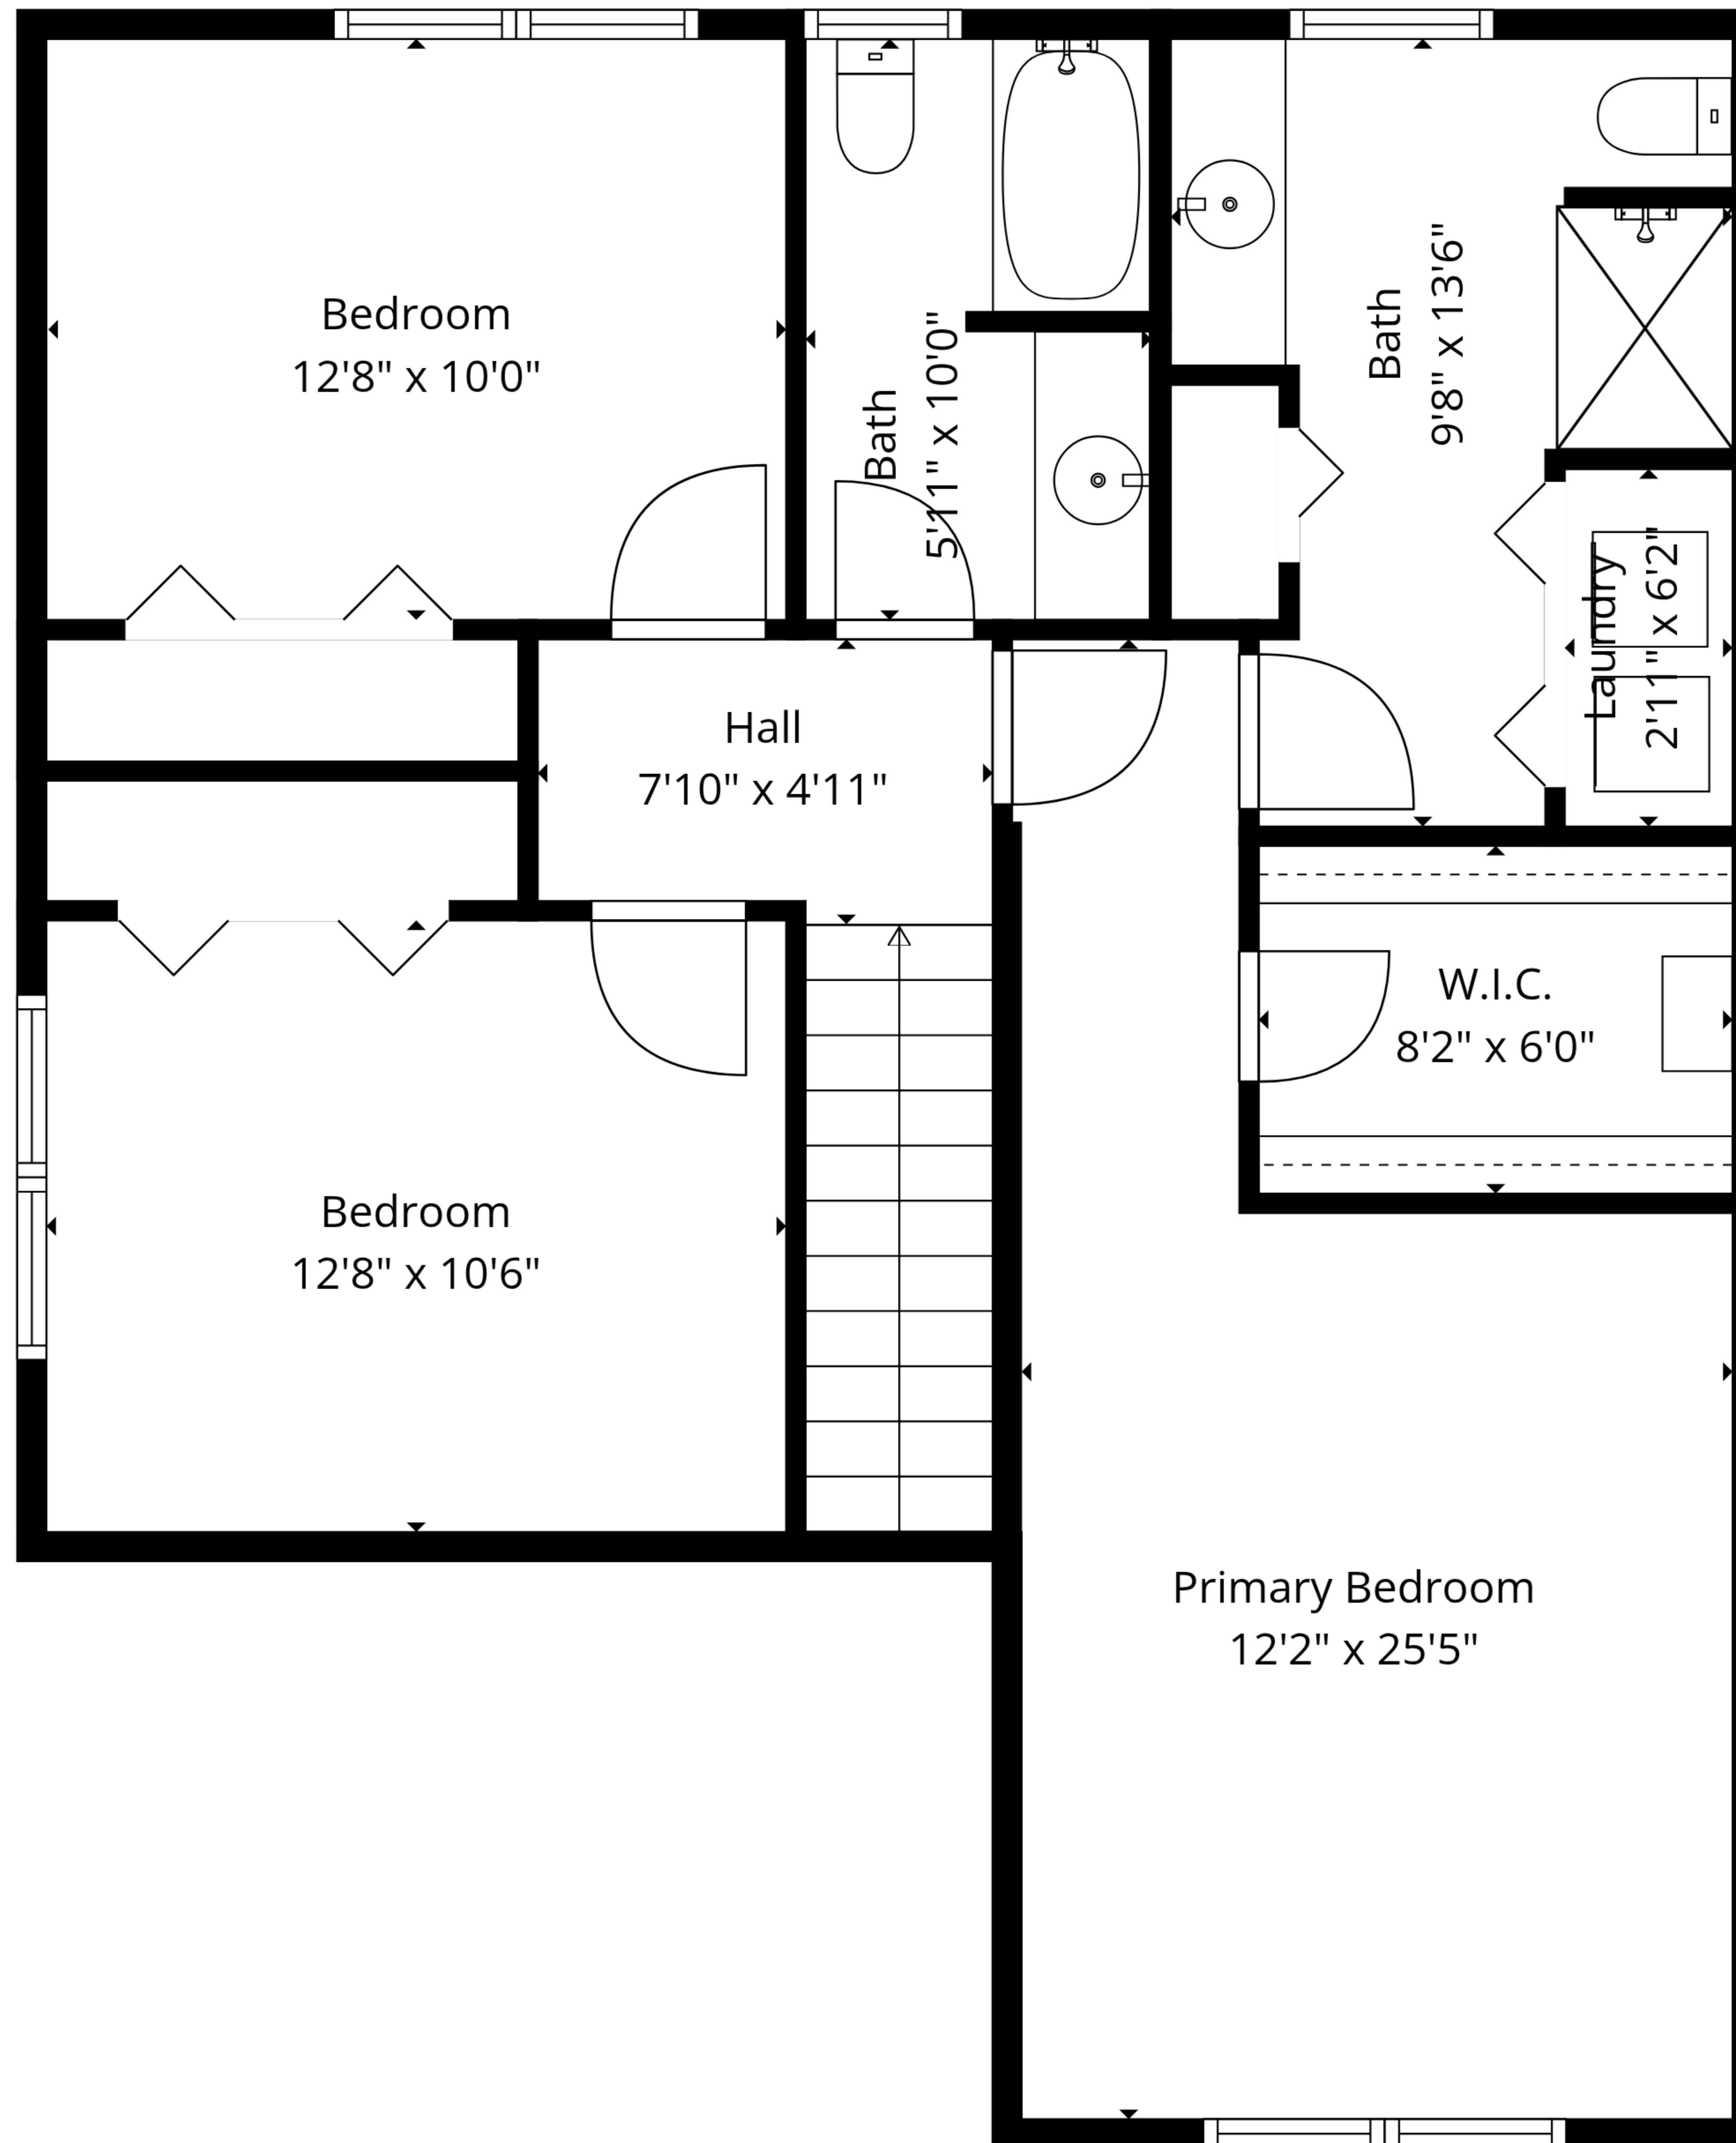 Bedroom
12'8" x 10'0"
Bath
5'11" x 10'0"
Bath
9'8" x 13'6"
Laundry
2'11" x 6'2"
Hall
7'10" x 4'11"
W.I.C.
8'2" x 6'0"
Bedroom
12'8" x 10'6"
Primary Bedroom
12'2" x 25'5"